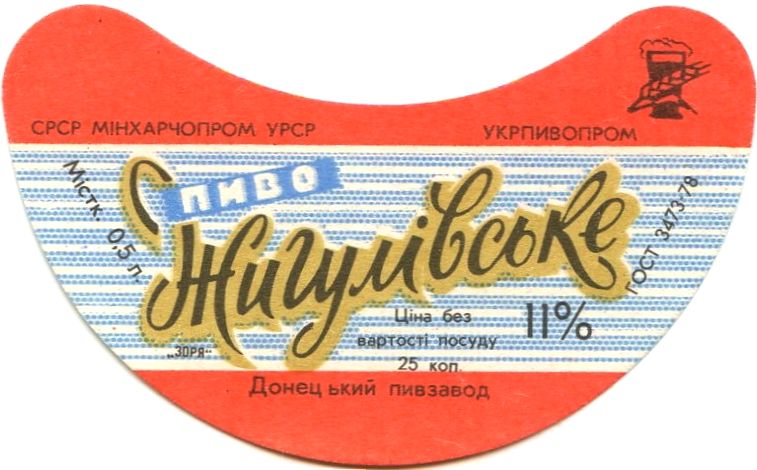 СРСР МІНХАРЧОПРОМ УРСР
УКРПИВОПРОМ
Містк. 0,5 л.
ПИВО
Жигулівське
ГОСТ 3473-78
Ціна без
вартості посуду
25 коп.
11%
„ЗОРЯ“
Донецький пивзавод